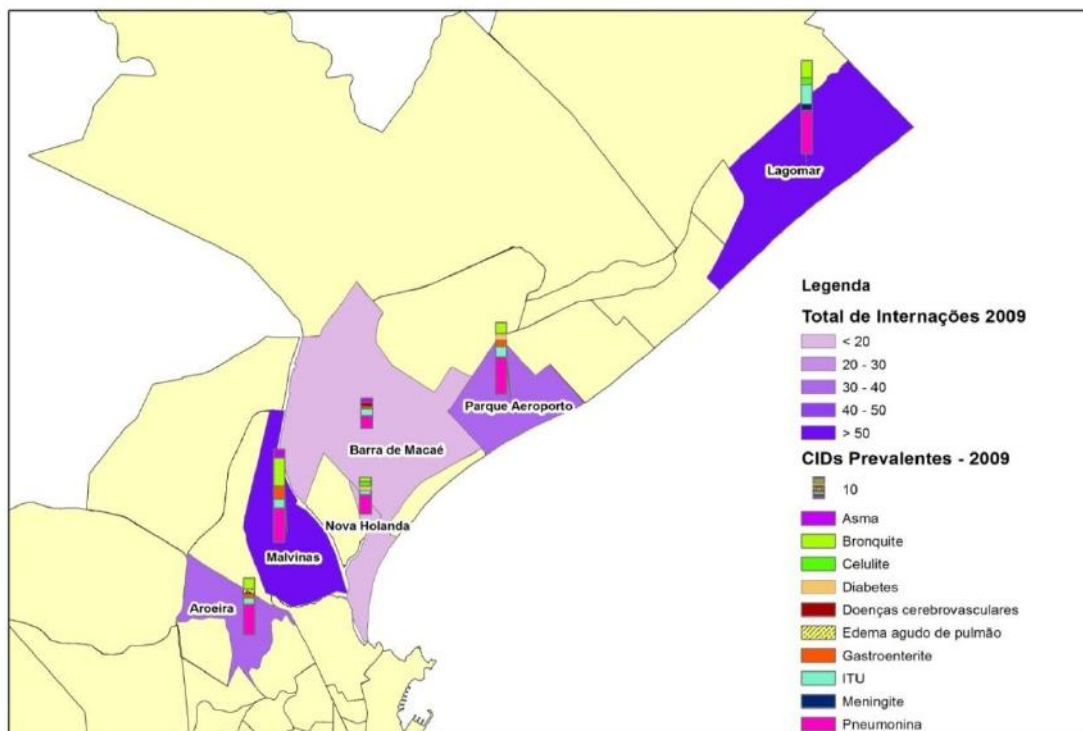 Lagomar
Parque Aeroporto
Barra de Macaé
Nova Holanda
Malvinas
Aroeira
Legenda
Total de Internações 2009
< 20
20 - 30
30 - 40
40 - 50
> 50
CIDs Prevalentes - 2009
10
Asma
Bronquite
Celulite
Diabetes
Doenças cerebrovasculares
Edema agudo de pulmão
Gastroenterite
ITU
Meningite
Pneumonina